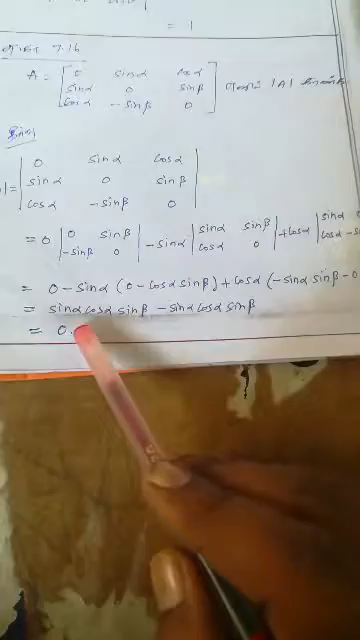 = 1
7.16
A = [ 0 sinα cosα
sinα 0 sinβ
cosα -sinβ 0 ] எனில் |A| காண்க
தீர்வு
| 0 sinα cosα |
|= | sinα 0 sinβ |
| cosα -sinβ 0 |
= 0 | 0 sinβ | - sinα | sinα sinβ | + cosα | sinα 0
| -sinβ 0 | | cosα 0 | | cosα -sin
= 0 - sinα (0 - cosα sinβ) + cosα (-sinα sinβ - 0
= sinα cosα sinβ - sinα cosα sinβ
= 0.